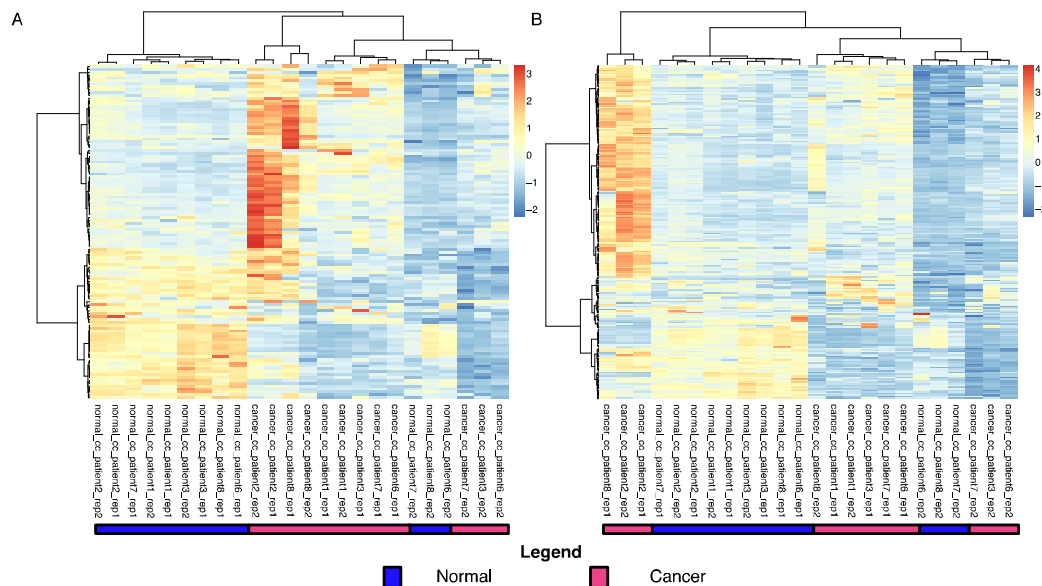 A
3
2
1
0
−1
−2
normal_cc_patient2_rep2
normal_cc_patient2_rep1
normal_cc_patient7_rep1
normal_cc_patient1_rep1
normal_cc_patient1_rep2
normal_cc_patient3_rep2
normal_cc_patient3_rep1
normal_cc_patient8_rep1
normal_cc_patient6_rep1
cancer_cc_patient2_rep2
cancer_cc_patient2_rep1
cancer_cc_patient8_rep1
cancer_cc_patient8_rep2
cancer_cc_patient1_rep1
cancer_cc_patient1_rep2
cancer_cc_patient3_rep1
cancer_cc_patient7_rep1
cancer_cc_patient6_rep1
normal_cc_patient7_rep2
normal_cc_patient8_rep2
normal_cc_patient6_rep2
cancer_cc_patient7_rep2
cancer_cc_patient3_rep2
cancer_cc_patient6_rep2
B
4
3
2
1
0
−1
−2
cancer_cc_patient8_rep1
cancer_cc_patient2_rep2
cancer_cc_patient2_rep1
normal_cc_patient7_rep1
normal_cc_patient2_rep2
normal_cc_patient2_rep1
normal_cc_patient1_rep1
normal_cc_patient1_rep2
normal_cc_patient3_rep2
normal_cc_patient3_rep1
normal_cc_patient8_rep1
normal_cc_patient6_rep1
cancer_cc_patient8_rep2
cancer_cc_patient1_rep1
cancer_cc_patient1_rep2
cancer_cc_patient3_rep1
cancer_cc_patient7_rep1
cancer_cc_patient6_rep1
normal_cc_patient6_rep2
normal_cc_patient8_rep2
normal_cc_patient7_rep2
cancer_cc_patient7_rep2
cancer_cc_patient3_rep2
cancer_cc_patient6_rep2
Legend
Normal
Cancer